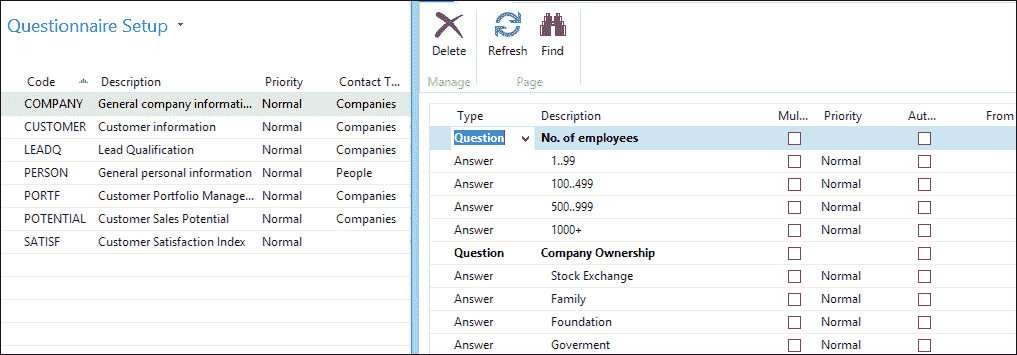 Questionnaire Setup
Code Description Priority Contact T...
COMPANY General company informati... Normal Companies
CUSTOMER Customer information Normal Companies
LEADQ Lead Qualification Normal Companies
PERSON General personal information Normal People
PORTF Customer Portfolio Manage... Normal Companies
POTENTIAL Customer Sales Potential Normal Companies
SATISF Customer Satisfaction Index Normal
Delete Refresh Find
Manage Page
Type Description Mul... Priority Aut... From
Question No. of employees
Answer 1..99 Normal
Answer 100..499 Normal
Answer 500..999 Normal
Answer 1000+ Normal
Question Company Ownership
Answer Stock Exchange Normal
Answer Family Normal
Answer Foundation Normal
Answer Goverment Normal